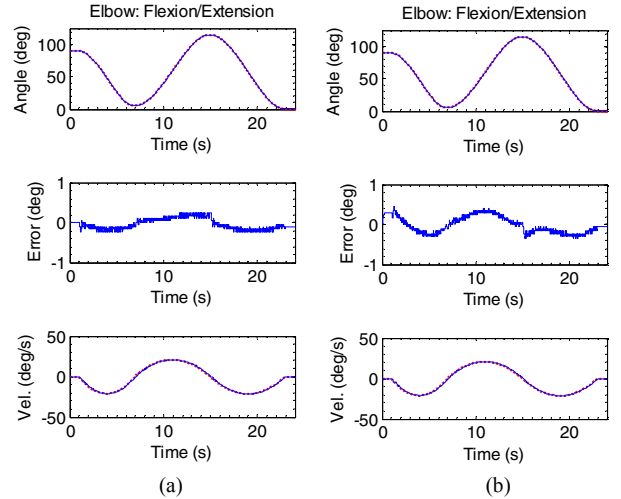 Elbow: Flexion/Extension
Angle (deg)
100
50
0
0 10 20
Time (s)
Error (deg)
1
0
-1
0 10 20
Time (s)
Vel. (deg/s)
50
0
-50
0 10 20
Time (s)
(a)
Elbow: Flexion/Extension
Angle (deg)
100
50
0
0 10 20
Time (s)
Error (deg)
1
0
-1
0 10 20
Time (s)
Vel. (deg/s)
50
0
-50
0 10 20
Time (s)
(b)